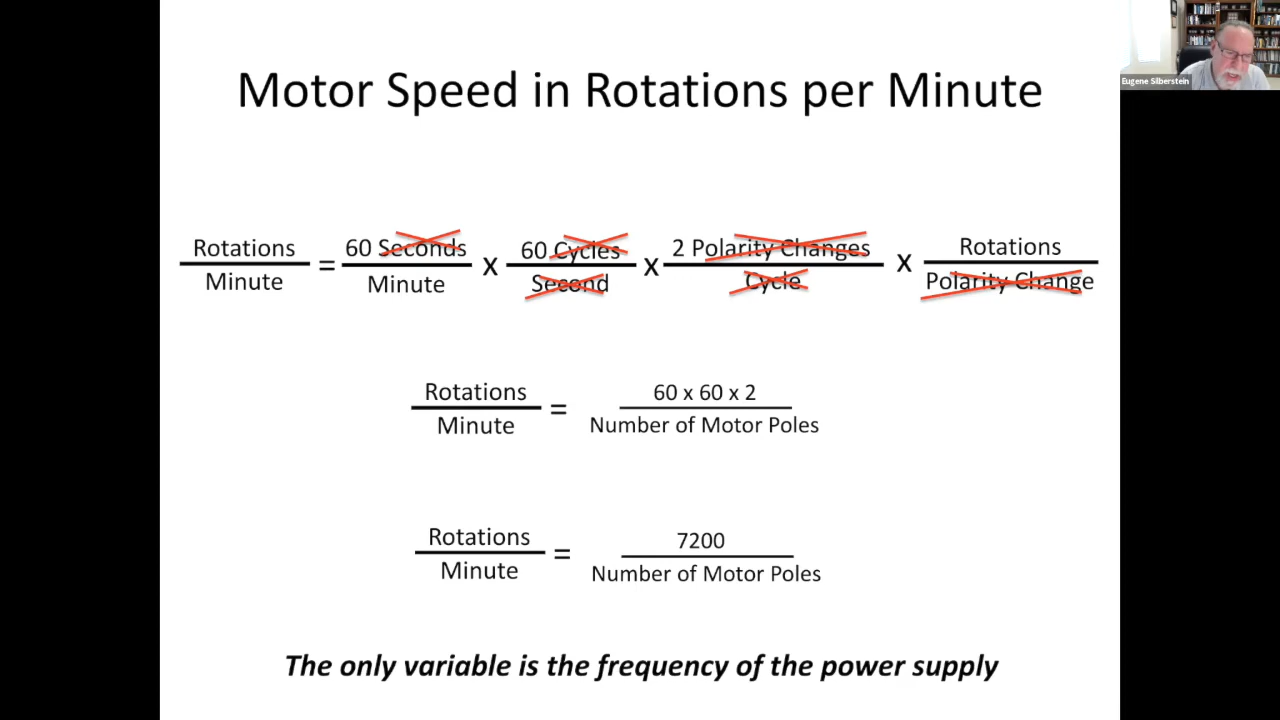 Eugene Silberstein
Motor Speed in Rotations per Minute
Rotations = 60 Seconds x 60 Cycles x 2 Polarity Changes x Rotations
Minute Minute Second Cycle Polarity Change
Rotations = 60 x 60 x 2
Minute Number of Motor Poles
Rotations = 7200
Minute Number of Motor Poles
The only variable is the frequency of the power supply